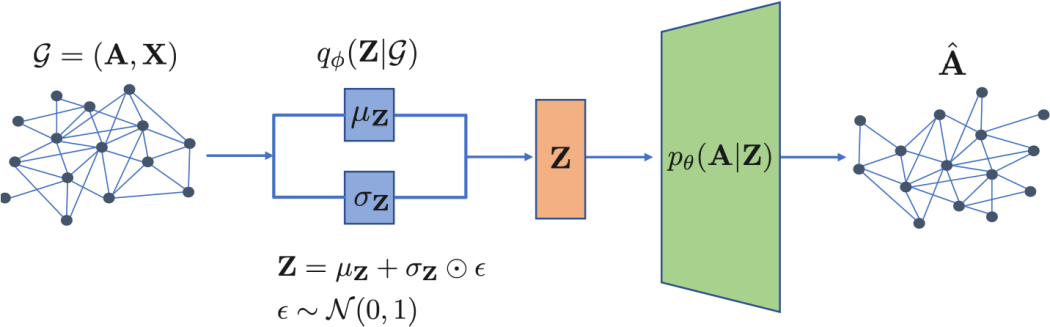 𝒢 = (𝐀, 𝐗)
q_ϕ(𝐙|𝒢)
μ_𝐙
σ_𝐙
𝐙 = μ_𝐙 + σ_𝐙 ⊙ ϵ
ϵ ∼ 𝒩(0, 1)
𝐙
p_θ(𝐀|𝐙)
𝐀̂